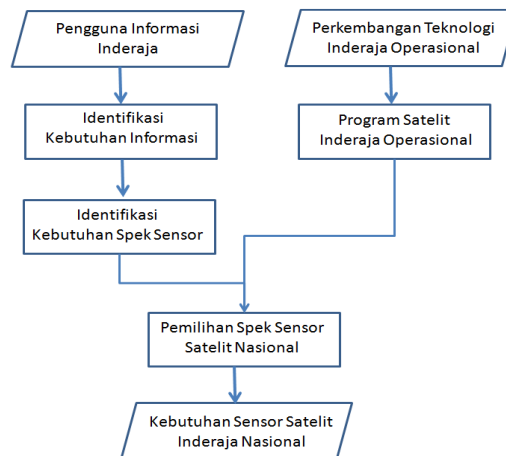 Pengguna Informasi
Inderaja
Perkembangan Teknologi
Inderaja Operasional
Identifikasi
Kebutuhan Informasi
Program Satelit
Inderaja Operasional
Identifikasi
Kebutuhan Spek Sensor
Pemilihan Spek Sensor
Satelit Nasional
Kebutuhan Sensor Satelit
Inderaja Nasional